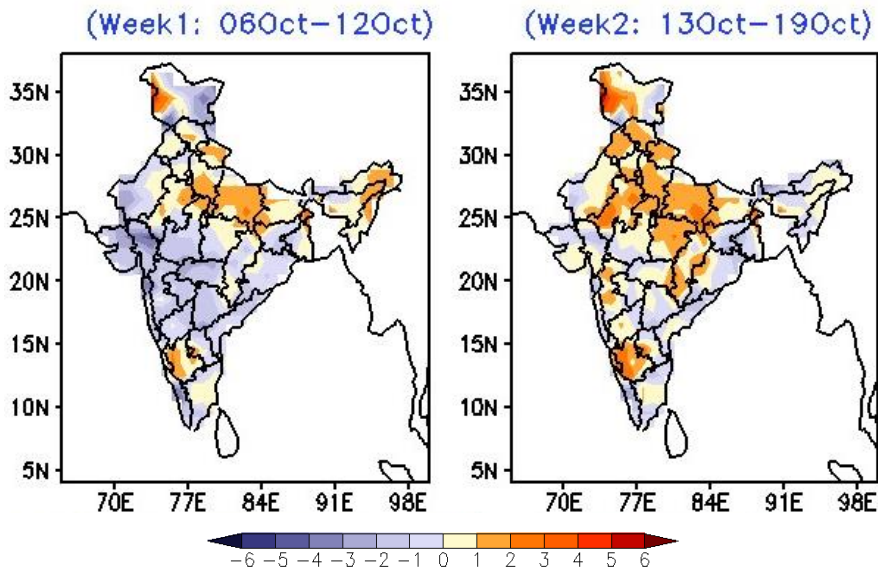 (Week1: 06Oct−12Oct)
(Week2: 13Oct−19Oct)
35N
30N
25N
20N
15N
10N
5N
70E 77E 84E 91E 98E
35N
30N
25N
20N
15N
10N
5N
70E 77E 84E 91E 98E
−6 −5 −4 −3 −2 −1 0 1 2 3 4 5 6